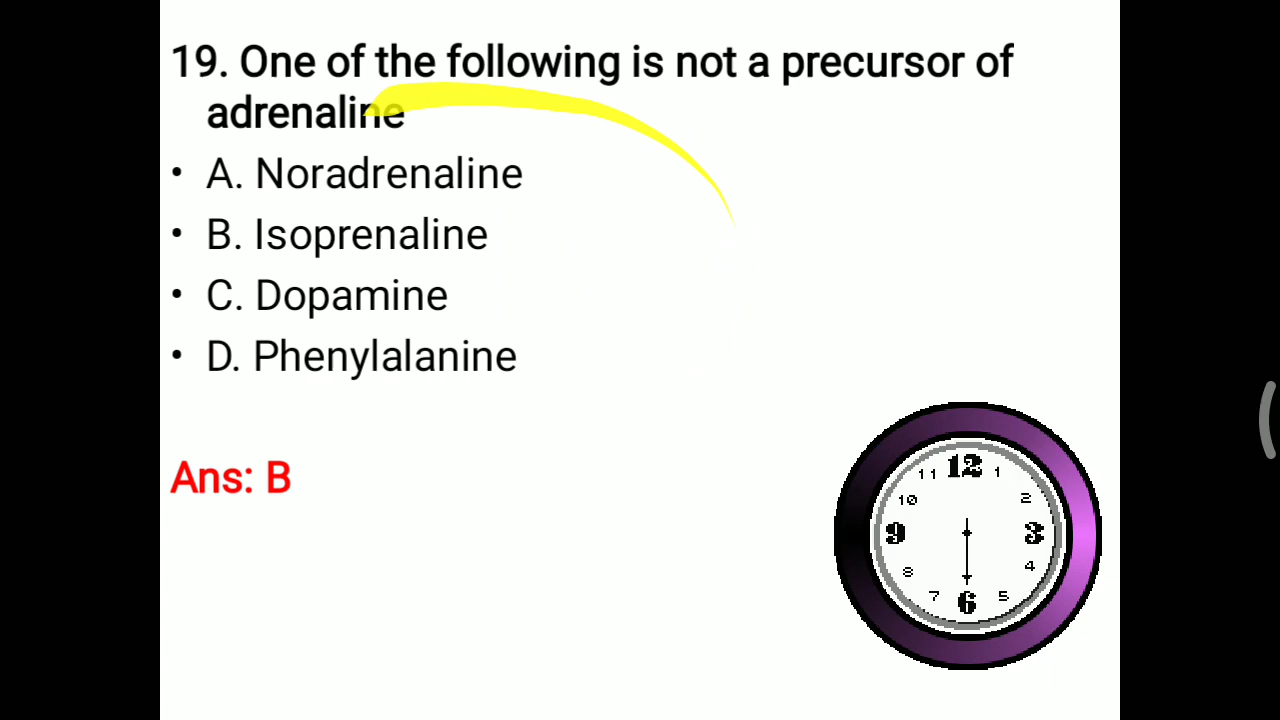 19. One of the following is not a precursor of
adrenaline
• A. Noradrenaline
• B. Isoprenaline
• C. Dopamine
• D. Phenylalanine
Ans: B
12
11 1
10 2
9 3
8 4
7 5
6